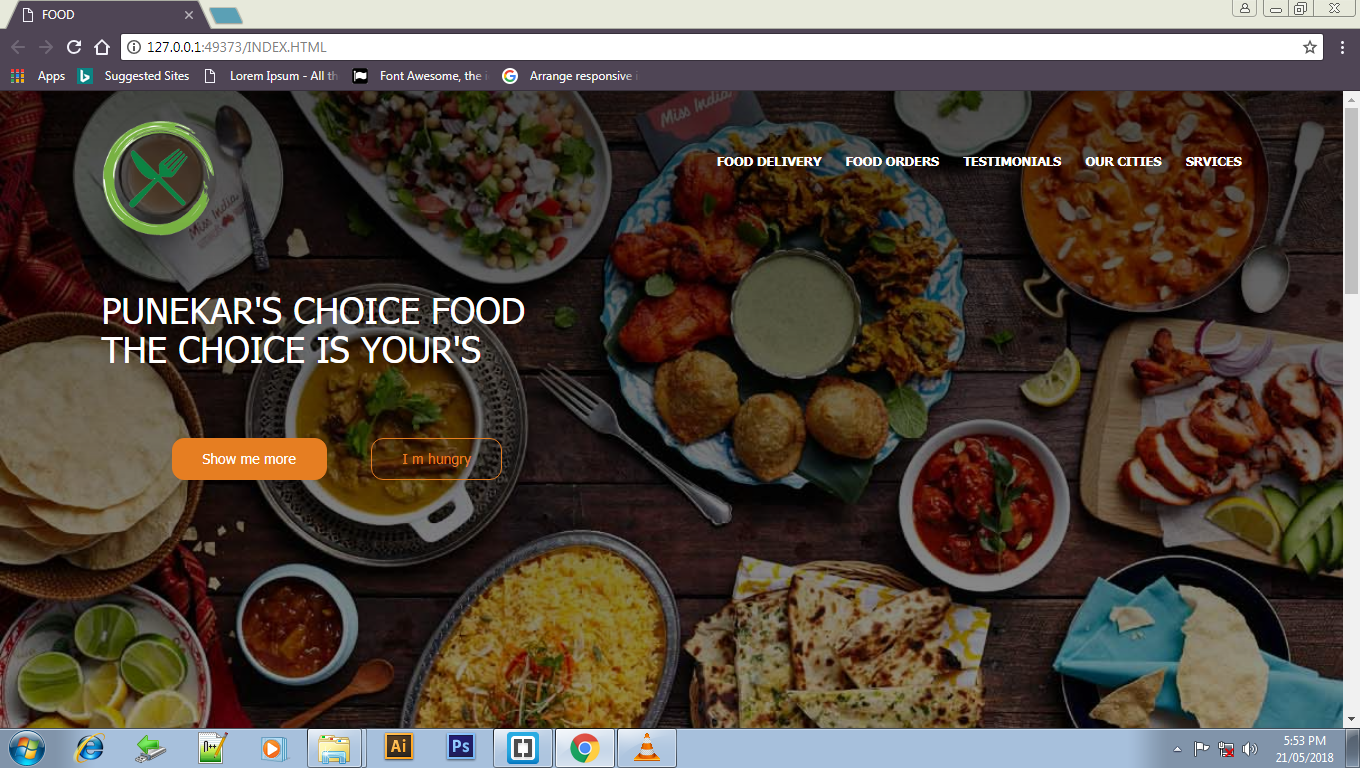 FOOD
127.0.0.1:49373/INDEX.HTML
Apps
Suggested Sites
Lorem Ipsum - All th
Font Awesome, the i
Arrange responsive i
Miss India
Miss India
FOOD DELIVERY
FOOD ORDERS
TESTIMONIALS
OUR CITIES
SRVICES
PUNEKAR'S CHOICE FOOD
THE CHOICE IS YOUR'S
Show me more
I m hungry
N++
Ai
Ps
5:53 PM
21/05/2018